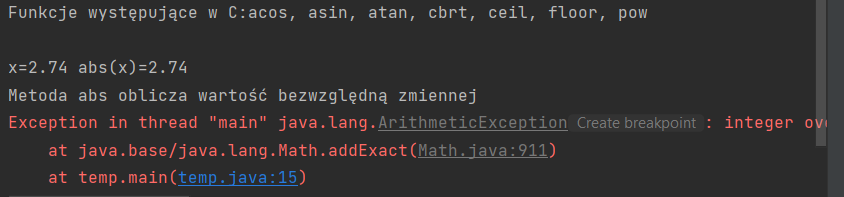 Funkcje występujące w C:acos, asin, atan, cbrt, ceil, floor, pow
x=2.74 abs(x)=2.74
Metoda abs oblicza wartość bezwzględną zmiennej
Exception in thread "main" java.lang.ArithmeticException Create breakpoint : integer
at java.base/java.lang.Math.addExact(Math.java:911)
at temp.main(temp.java:15)